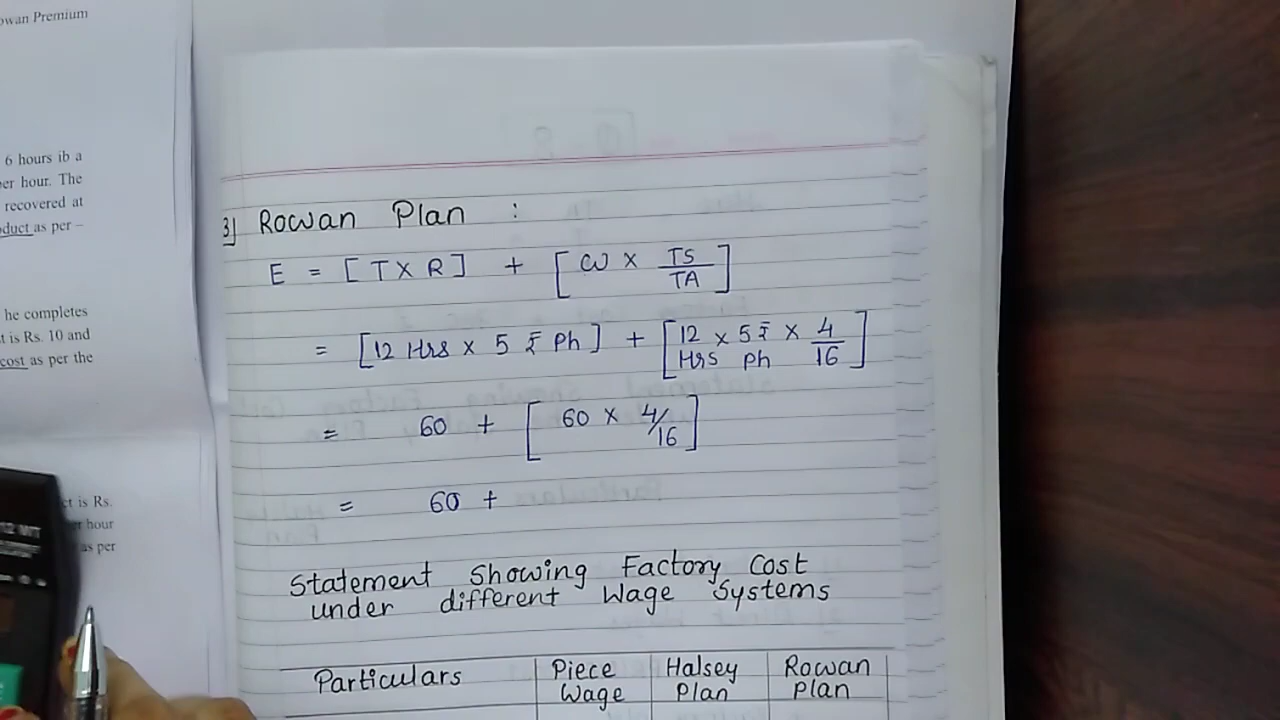 owan Premium
6 hours ib a
er hour. The
recovered at
duct as per –
he completes
t is Rs. 10 and
cost as per the
ct is Rs.
hour
as per
3] Rowan Plan :
E = [ T X R ] + [ W X TS/TA ]
= [ 12 Hrs x 5 ₹ Ph ] + [ 12 Hrs x 5 ₹ Ph x 4/16 ]
= 60 + [ 60 x 4/16 ]
= 60 +
Statement Showing Factory Cost
under different Wage Systems
Particulars Piece Wage Halsey Plan Rowan Plan